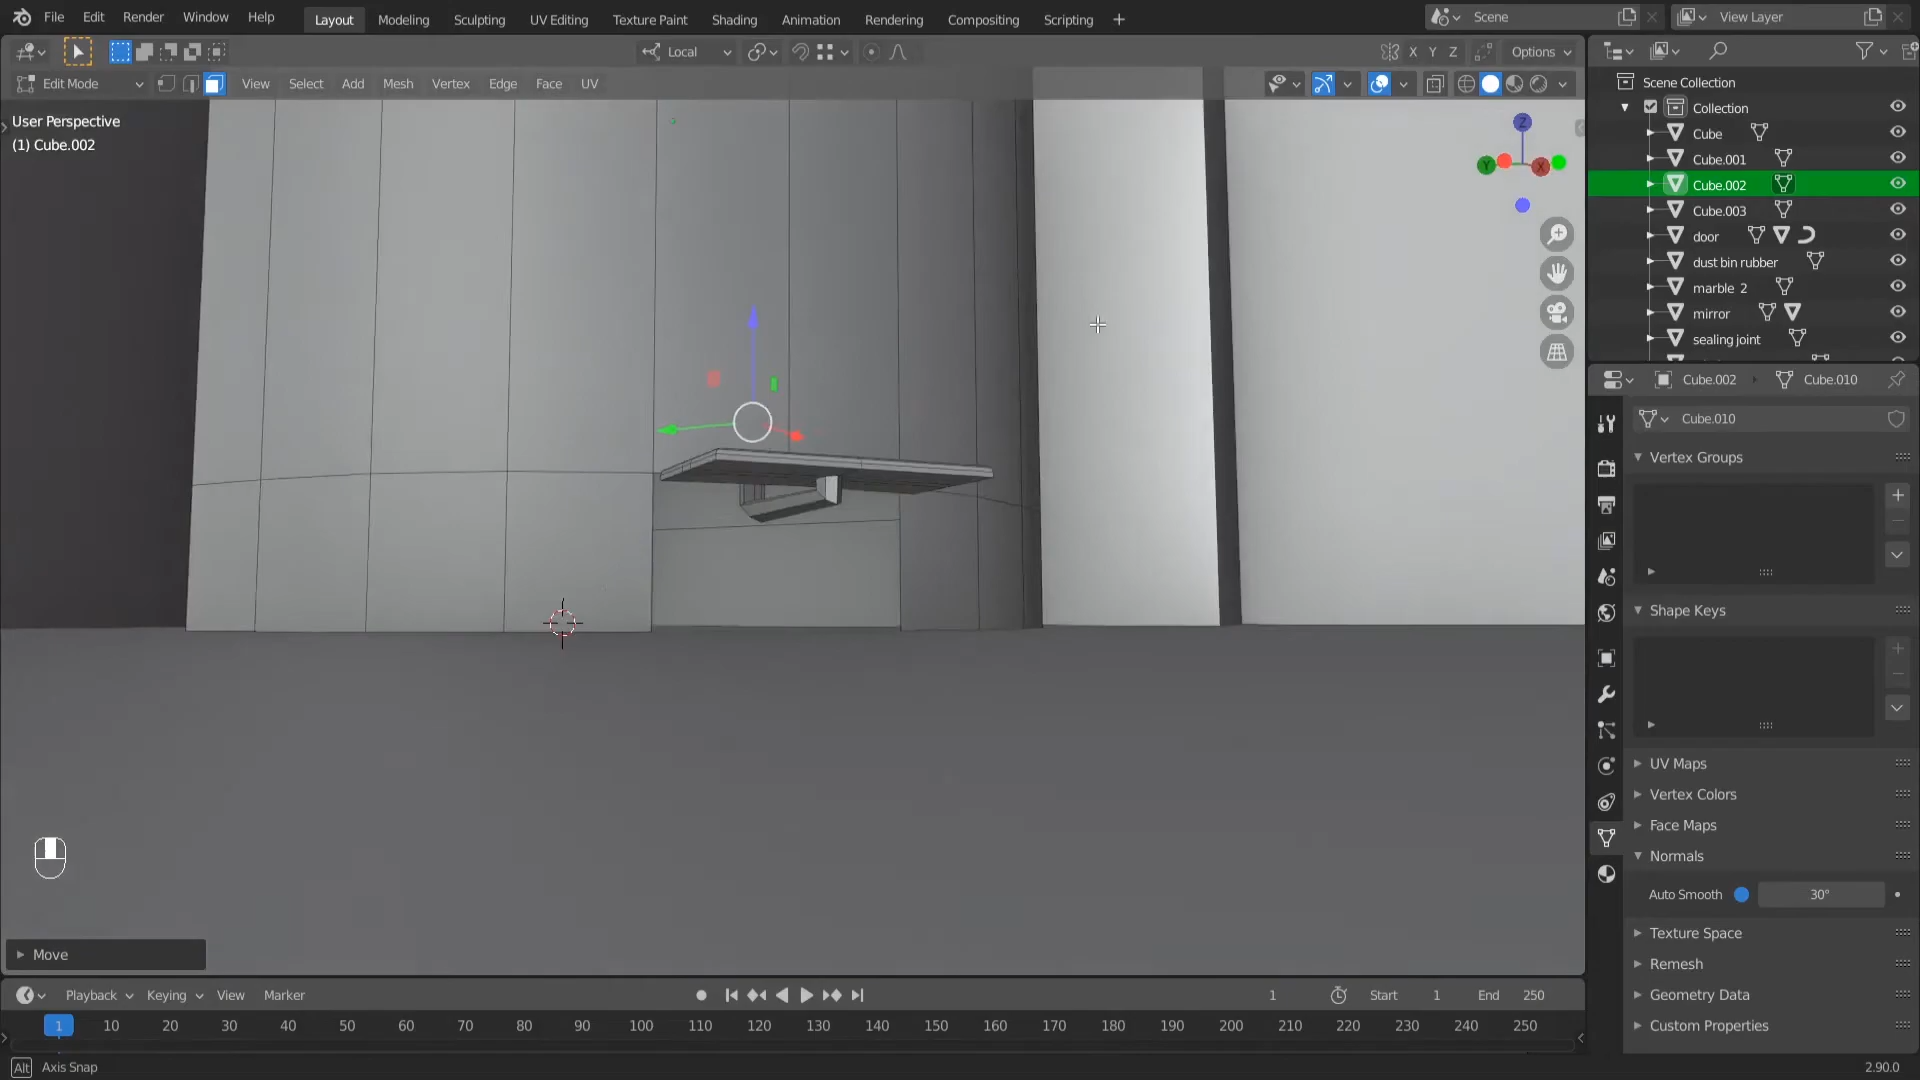 File Edit Render Window Help Layout Modeling Sculpting UV Editing Texture Paint Shading Animation Rendering Compositing Scripting + Scene View Layer
Local X Y Z Options
Edit Mode View Select Add Mesh Vertex Edge Face UV
User Perspective
(1) Cube.002
Z
Y X
Scene Collection
Collection
Cube
Cube.001
Cube.002
Cube.003
door
dust bin rubber
marble 2
mirror
sealing joint
Cube.002 Cube.010
Cube.010
Vertex Groups
Shape Keys
UV Maps
Vertex Colors
Face Maps
Normals
Auto Smooth 30°
Texture Space
Remesh
Geometry Data
Custom Properties
Move
Playback Keying View Marker 1 Start 1 End 250
1 10 20 30 40 50 60 70 80 90 100 110 120 130 140 150 160 170 180 190 200 210 220 230 240 250
Alt Axis Snap 2.90.0